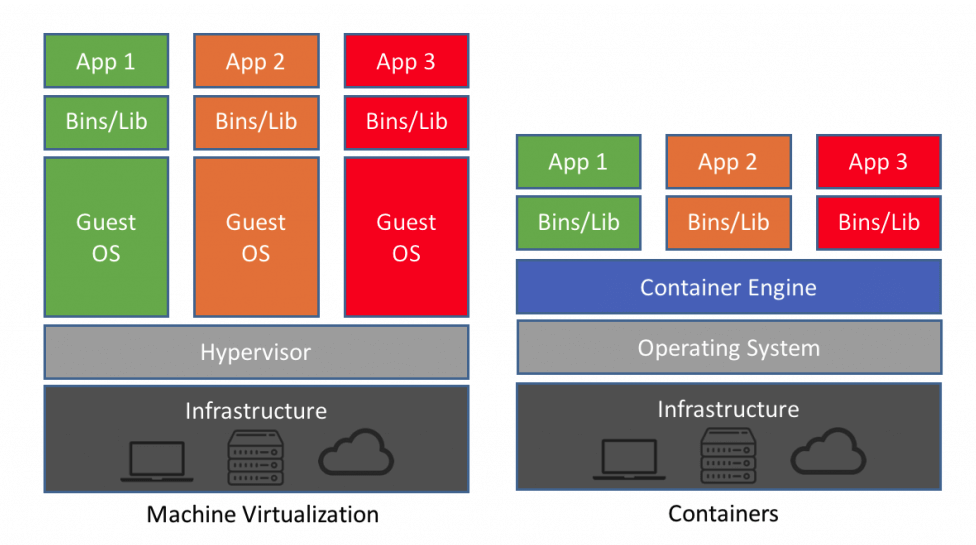 App 1
App 2
App 3
Bins/Lib
Bins/Lib
Bins/Lib
Guest
OS
Guest
OS
Guest
OS
Hypervisor
Infrastructure
Machine Virtualization
App 1
App 2
App 3
Bins/Lib
Bins/Lib
Bins/Lib
Container Engine
Operating System
Infrastructure
Containers